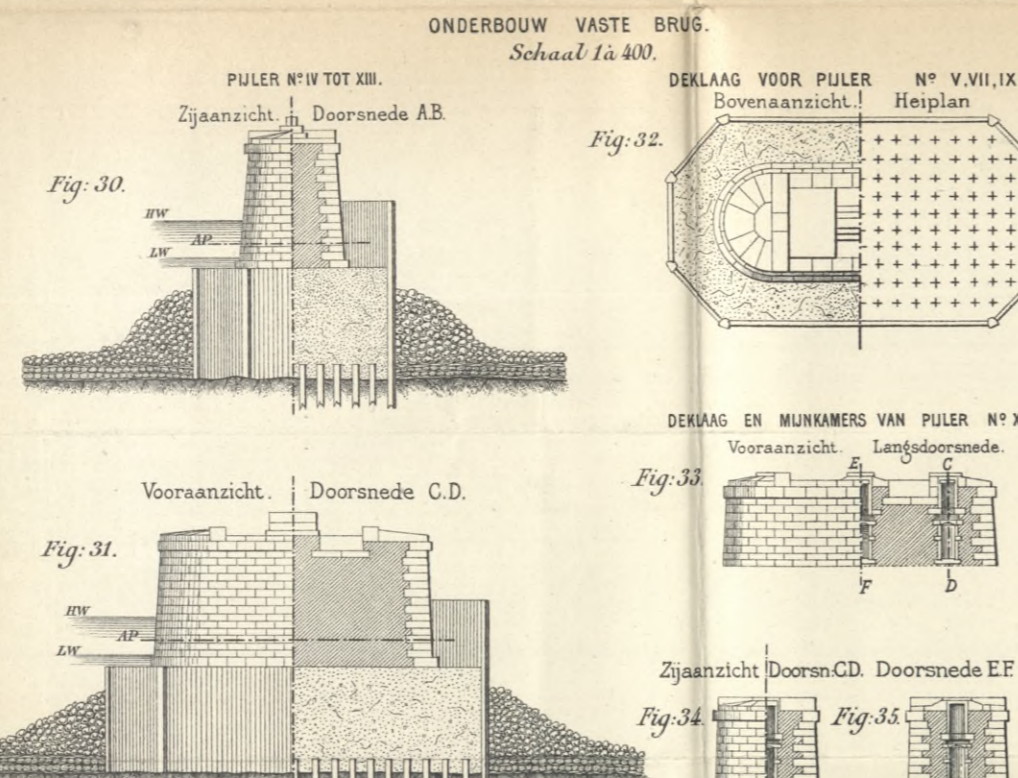 ONDERBOUW VASTE BRUG.
Schaal 1 à 400.
PIJLER Nº IV TOT XIII.
Zijaanzicht. Doorsnede A.B.
Fig: 30.
HW
AP
LW
DEKLAAG VOOR PIJLER Nº V, VII, IX
Bovenaanzicht. Heiplan
Fig: 32.
Vooraanzicht. Doorsnede C.D.
Fig: 31.
HW
AP
LW
DEKLAAG EN MIJNKAMERS VAN PIJLER Nº X
Vooraanzicht. Langsdoorsnede.
Fig: 33.
E C
F D
Zijaanzicht Doorsn: C.D. Doorsnede E.F.
Fig: 34. Fig: 35.